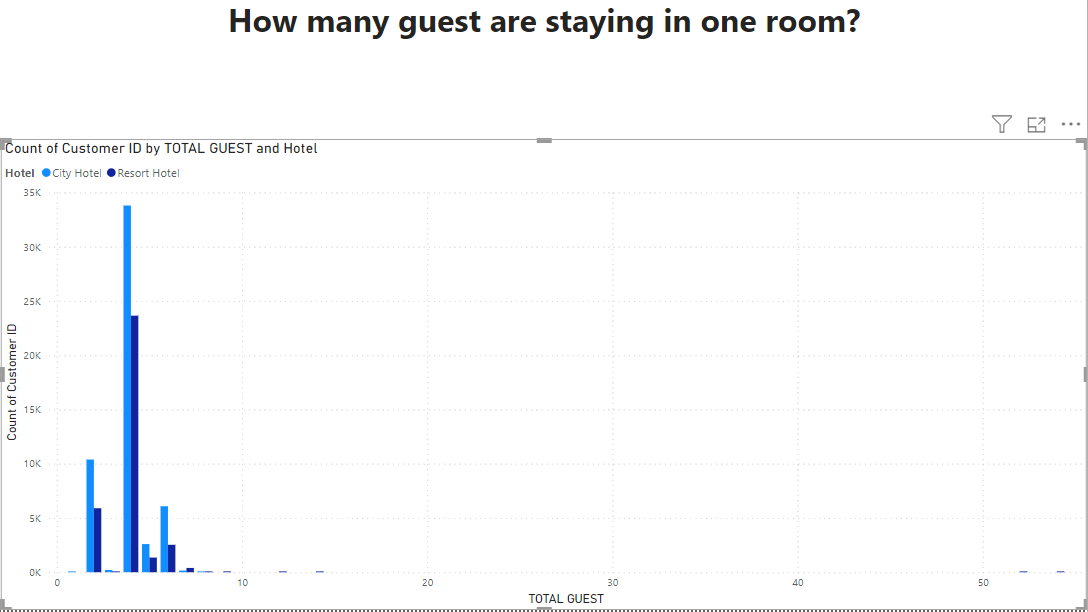 How many guest are staying in one room?
Count of Customer ID by TOTAL GUEST and Hotel
Hotel City Hotel Resort Hotel
35K
30K
25K
20K
15K
10K
5K
0K
Count of Customer ID
0 10 20 30 40 50
TOTAL GUEST